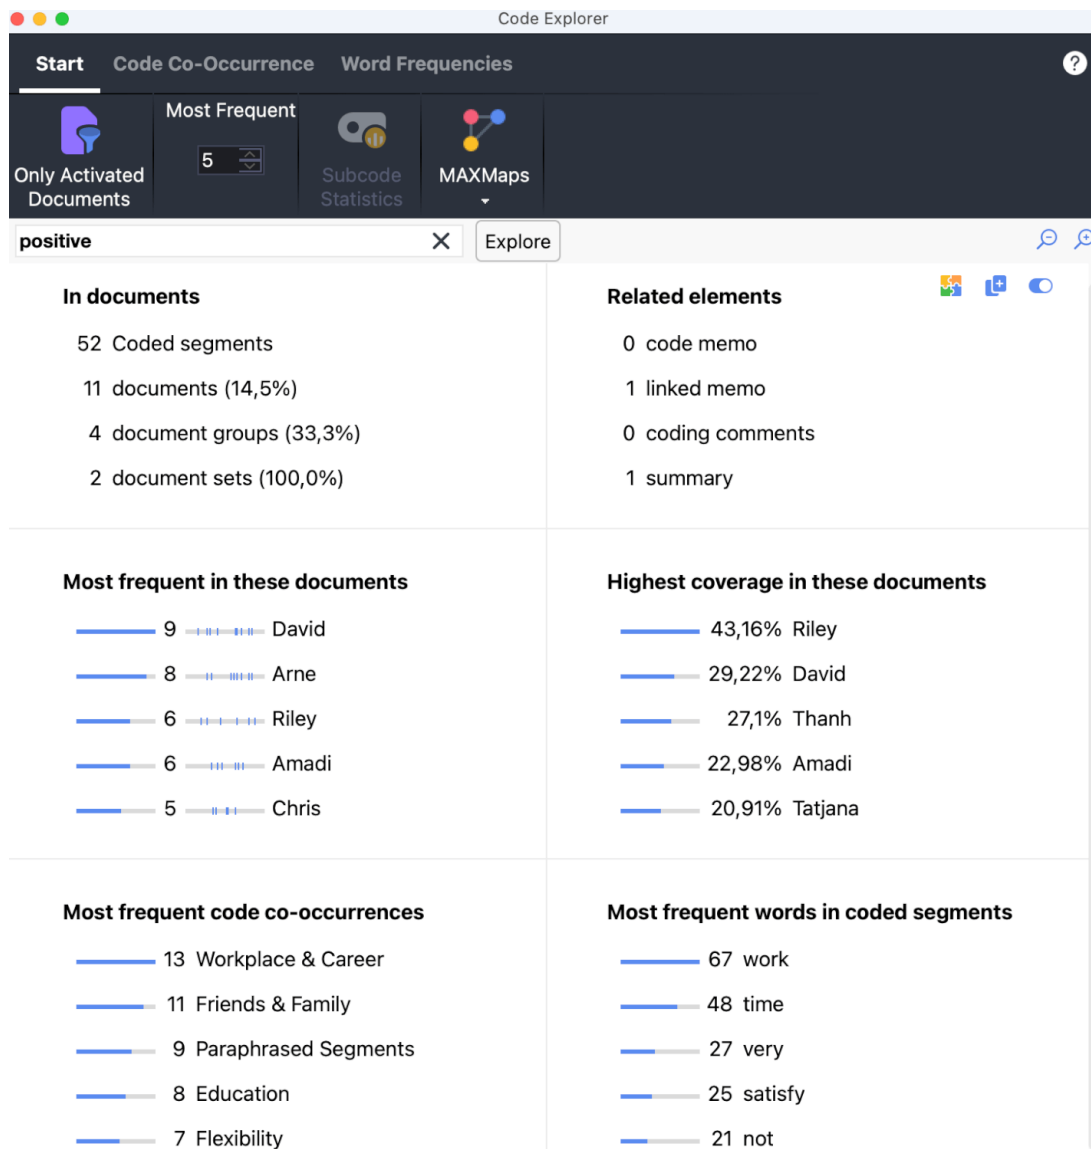 Code Explorer
Start Code Co-Occurrence Word Frequencies ?
Most Frequent
5
Only Activated
Documents
Subcode
Statistics
MAXMaps
positive Explore
In documents
52 Coded segments
11 documents (14,5%)
4 document groups (33,3%)
2 document sets (100,0%)
Related elements
0 code memo
1 linked memo
0 coding comments
1 summary
Most frequent in these documents
9 David
8 Arne
6 Riley
6 Amadi
5 Chris
Highest coverage in these documents
43,16% Riley
29,22% David
27,1% Thanh
22,98% Amadi
20,91% Tatjana
Most frequent code co-occurrences
13 Workplace & Career
11 Friends & Family
9 Paraphrased Segments
8 Education
7 Flexibility
Most frequent words in coded segments
67 work
48 time
27 very
25 satisfy
21 not